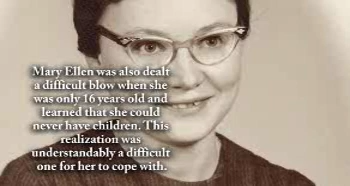 Mary Ellen was also dealt
a difficult blow when she
was only 16 years old and
learned that she could
never have children. This
realization was
understandably a difficult
one for her to cope with.